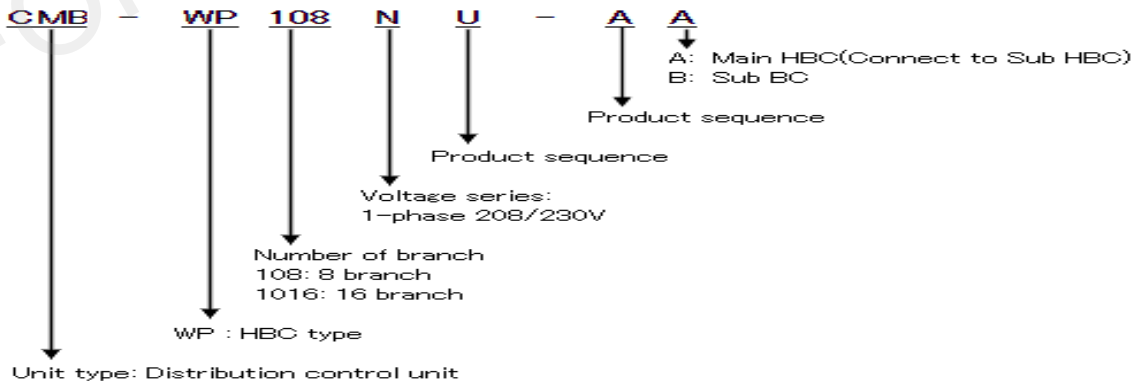 CMB - WP 108 N U - A A
A: Main HBC(Connect to Sub HBC)
B: Sub BC
Product sequence
Product sequence
Voltage series:
1-phase 208/230V
Number of branch
108: 8 branch
1016: 16 branch
WP : HBC type
Unit type: Distribution control unit